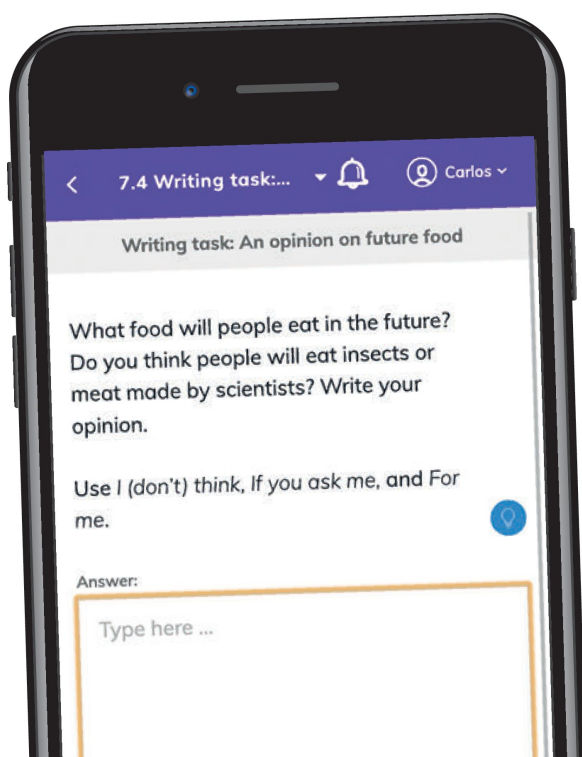 7.4 Writing task:...
Carlos
Writing task: An opinion on future food
What food will people eat in the future?
Do you think people will eat insects or
meat made by scientists? Write your
opinion.
Use I (don't) think, If you ask me, and For
me.
Answer:
Type here ...